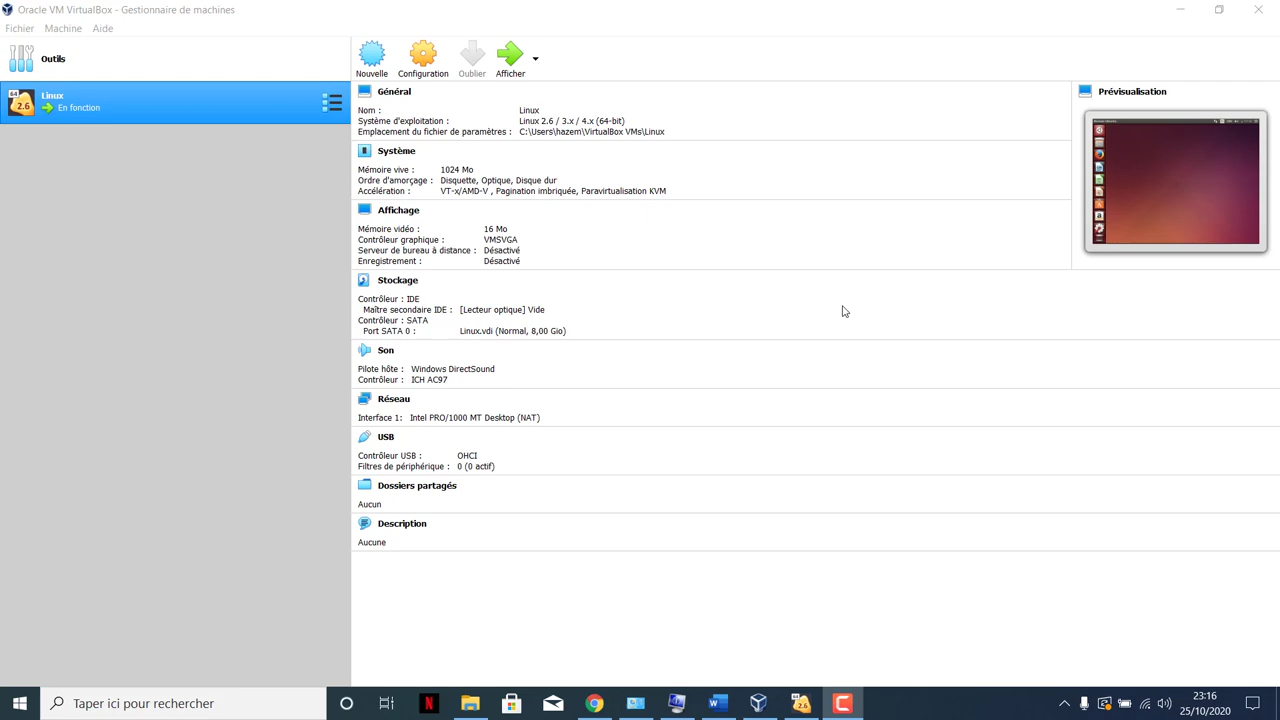 Oracle VM VirtualBox - Gestionnaire de machines
Fichier Machine Aide
Outils
Nouvelle Configuration Oublier Afficher
64
2.6
Linux
En fonction
Général
Nom : Linux
Système d'exploitation : Linux 2.6 / 3.x / 4.x (64-bit)
Emplacement du fichier de paramètres : C:\Users\hazem\VirtualBox VMs\Linux
Prévisualisation
Système
Mémoire vive : 1024 Mo
Ordre d'amorçage : Disquette, Optique, Disque dur
Accélération : VT-x/AMD-V , Pagination imbriquée, Paravirtualisation KVM
Affichage
Mémoire vidéo : 16 Mo
Contrôleur graphique : VMSVGA
Serveur de bureau à distance : Désactivé
Enregistrement : Désactivé
Stockage
Contrôleur : IDE
Maître secondaire IDE : [Lecteur optique] Vide
Contrôleur : SATA
Port SATA 0 : Linux.vdi (Normal, 8,00 Gio)
Son
Pilote hôte : Windows DirectSound
Contrôleur : ICH AC97
Réseau
Interface 1: Intel PRO/1000 MT Desktop (NAT)
USB
Contrôleur USB : OHCI
Filtres de périphérique : 0 (0 actif)
Dossiers partagés
Aucun
Description
Aucune
Taper ici pour rechercher
23:16
25/10/2020